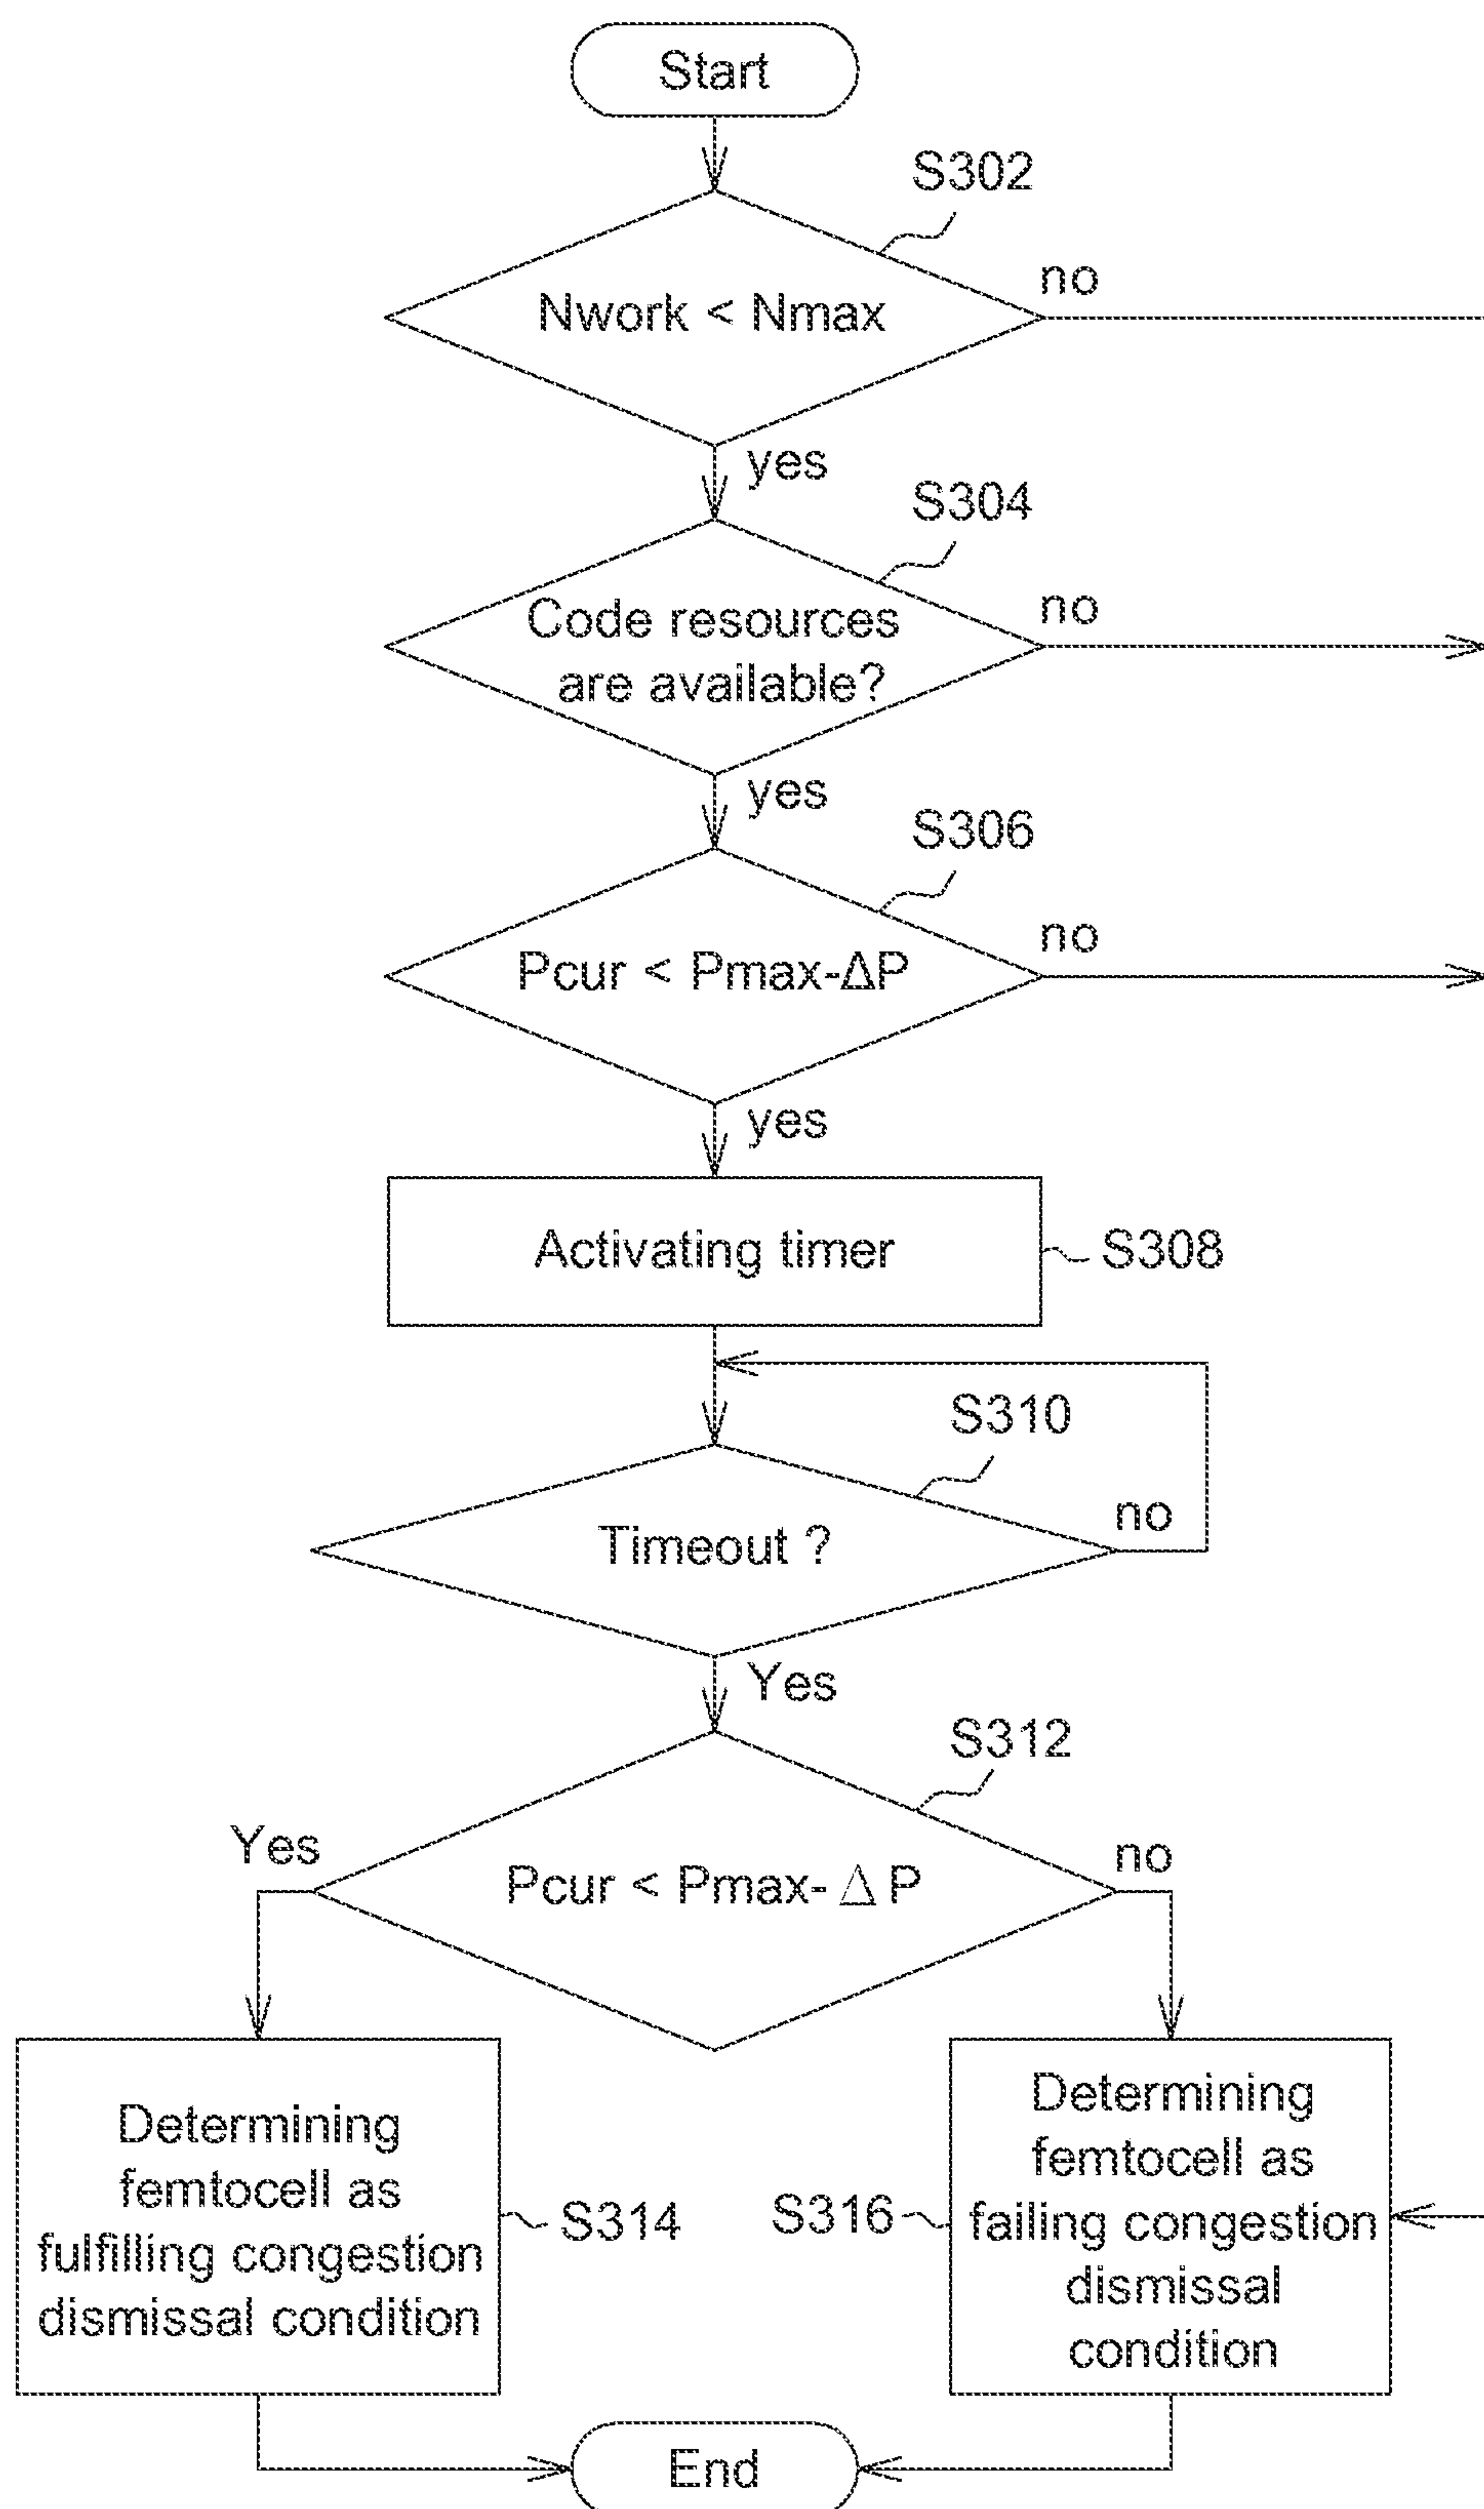 Start
S302
Nwork < Nmax
no
yes
S304
Code resources
are available?
no
yes
S306
Pcur < Pmax-ΔP
no
yes
Activating timer
S308
S310
Timeout ?
no
Yes
S312
Yes
Pcur < Pmax- Δ P
no
Determining
femtocell as
fulfilling congestion
dismissal condition
S314
S316
Determining
femtocell as
failing congestion
dismissal
condition
End